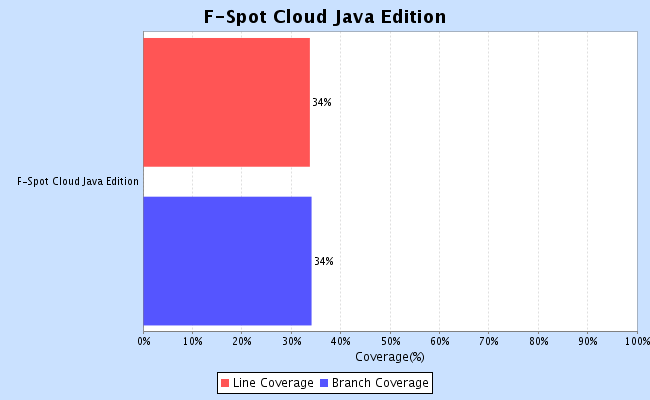 F-Spot Cloud Java Edition
34%
F-Spot Cloud Java Edition
34%
0% 10% 20% 30% 40% 50% 60% 70% 80% 90% 100%
Coverage(%)
Line Coverage Branch Coverage